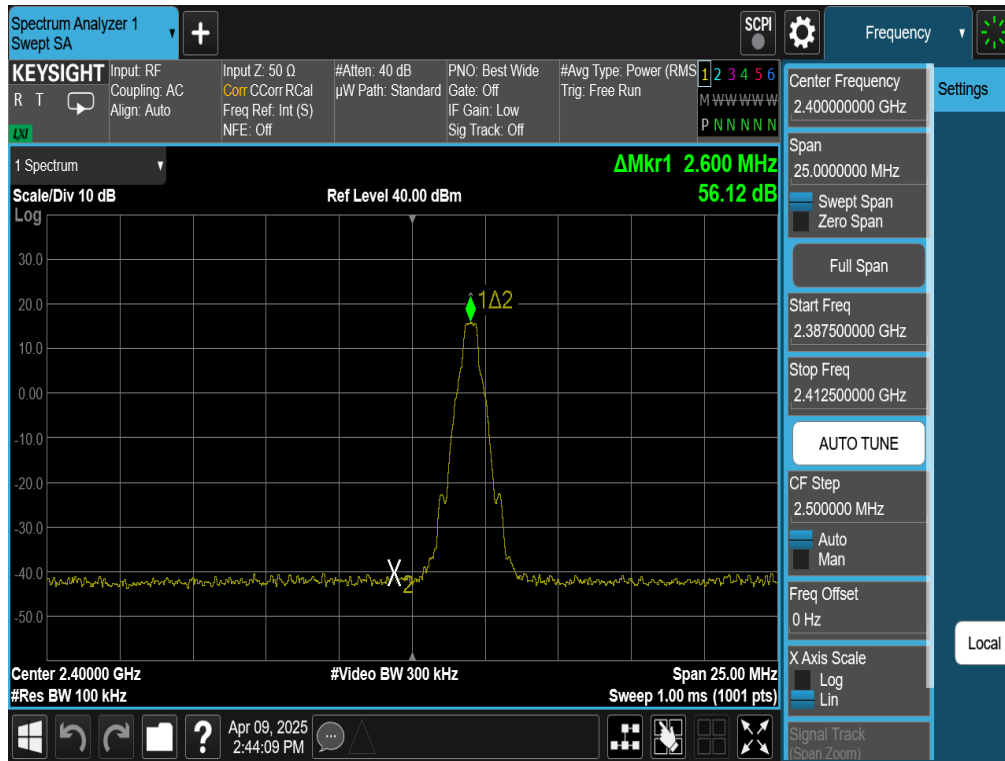 Spectrum Analyzer 1
Swept SA
+
SCPI
Frequency
KEYSIGHT
R T
LXI
Input: RF
Coupling: AC
Align: Auto
Input Z: 50 Ω
Corr CCorr RCal
Freq Ref: Int (S)
NFE: Off
#Atten: 40 dB
µW Path: Standard
PNO: Best Wide
Gate: Off
IF Gain: Low
Sig Track: Off
#Avg Type: Power (RMS
Trig: Free Run
1 2 3 4 5 6
M W W W W W
P N N N N N
1 Spectrum
ΔMkr1 2.600 MHz
56.12 dB
Scale/Div 10 dB
Ref Level 40.00 dBm
Log
30.0
20.0
10.0
0.00
-10.0
-20.0
-30.0
-40.0
-50.0
1Δ2
X2
Center 2.40000 GHz
#Video BW 300 kHz
Span 25.00 MHz
#Res BW 100 kHz
Sweep 1.00 ms (1001 pts)
Center Frequency
2.400000000 GHz
Span
25.0000000 MHz
Swept Span
Zero Span
Full Span
Start Freq
2.387500000 GHz
Stop Freq
2.412500000 GHz
AUTO TUNE
CF Step
2.500000 MHz
Auto
Man
Freq Offset
0 Hz
X Axis Scale
Log
Lin
Signal Track
(Span Zoom)
Settings
Local
?
Apr 09, 2025
2:44:09 PM